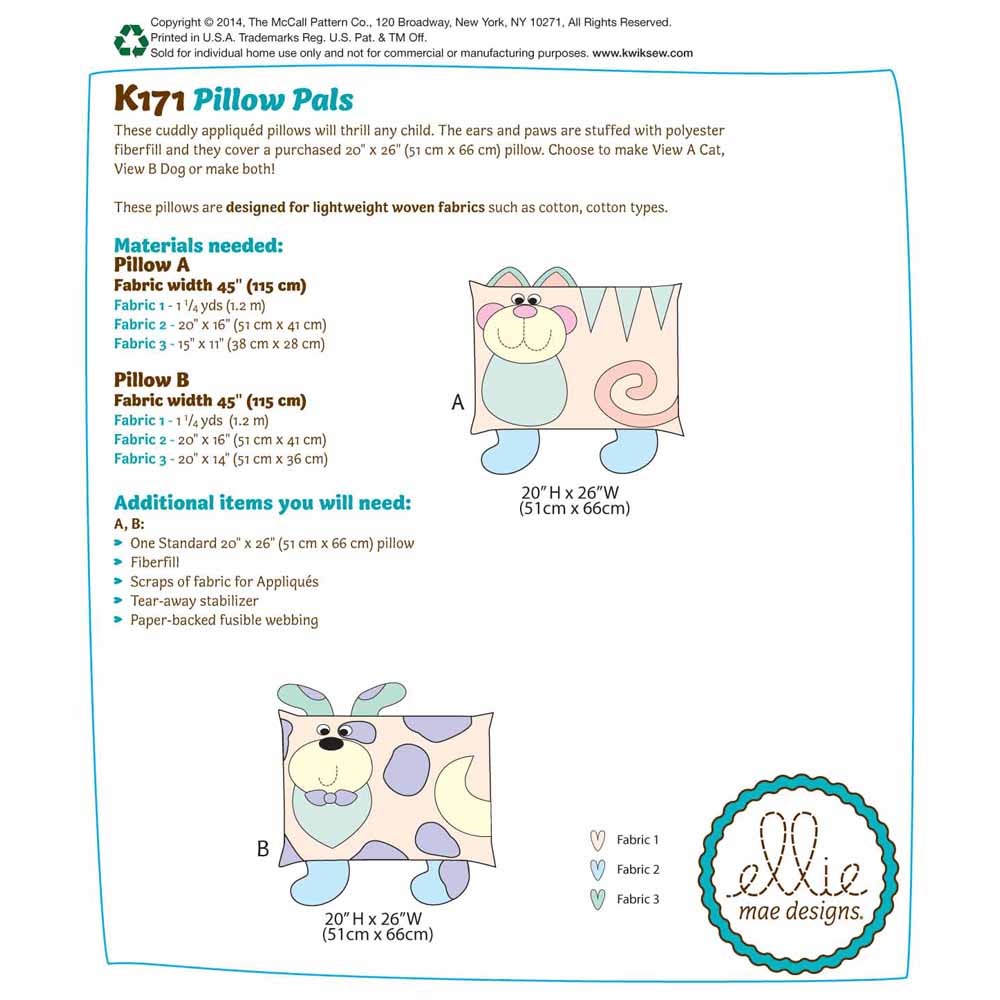 Copyright © 2014, The McCall Pattern Co., 120 Broadway, New York, NY 10271, All Rights Reserved.
Printed in U.S.A. Trademarks Reg. U.S. Pat. & TM Off.
Sold for individual home use only and not for commercial or manufacturing purposes. www.kwiksew.com
K171 Pillow Pals
These cuddly appliquéd pillows will thrill any child. The ears and paws are stuffed with polyester
fiberfill and they cover a purchased 20" x 26" (51 cm x 66 cm) pillow. Choose to make View A Cat,
View B Dog or make both!
These pillows are designed for lightweight woven fabrics such as cotton, cotton types.
Materials needed:
Pillow A
Fabric width 45" (115 cm)
Fabric 1 - 1 1/4 yds (1.2 m)
Fabric 2 - 20" x 16" (51 cm x 41 cm)
Fabric 3 - 15" x 11" (38 cm x 28 cm)
Pillow B
Fabric width 45" (115 cm)
Fabric 1 - 1 1/4 yds (1.2 m)
Fabric 2 - 20" x 16" (51 cm x 41 cm)
Fabric 3 - 20" x 14" (51 cm x 36 cm)
A
20" H x 26" W
(51cm x 66cm)
Additional items you will need:
A, B:
One Standard 20" x 26" (51 cm x 66 cm) pillow
Fiberfill
Scraps of fabric for Appliqués
Tear-away stabilizer
Paper-backed fusible webbing
B
20" H x 26" W
(51cm x 66cm)
Fabric 1
Fabric 2
Fabric 3
ellie
mae designs.